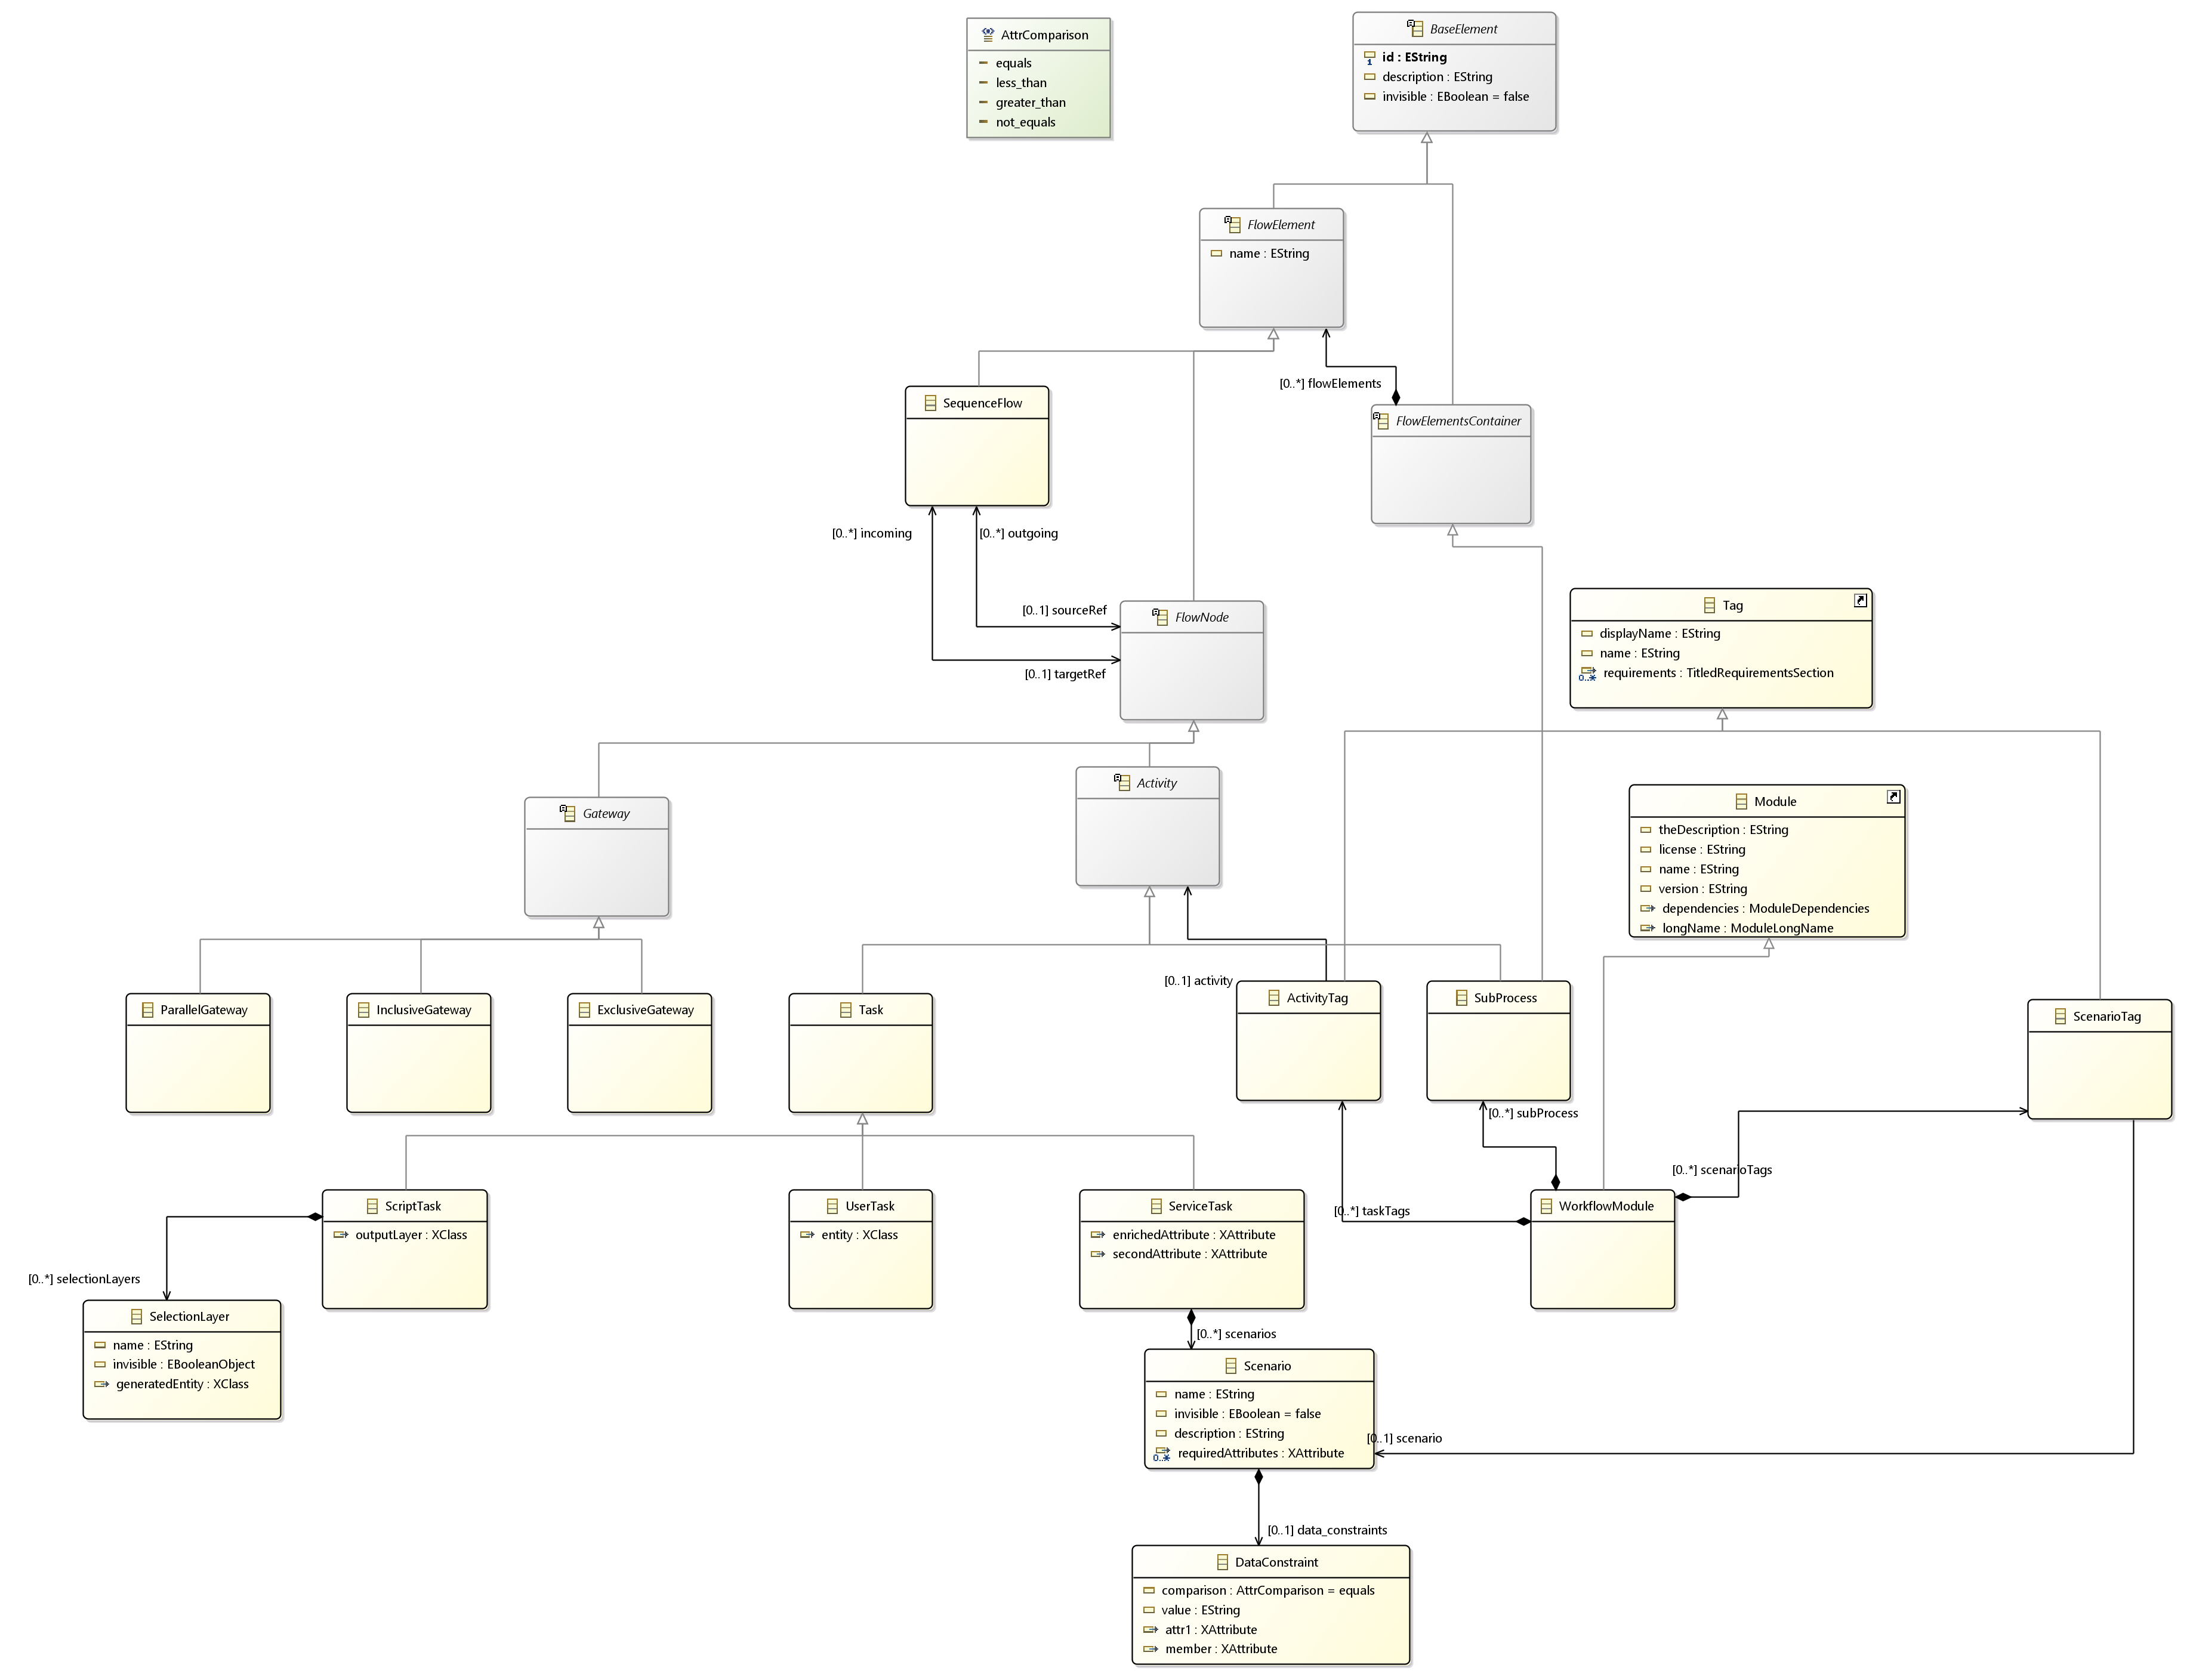 AttrComparison
equals
less_than
greater_than
not_equals
BaseElement
id : EString
description : EString
invisible : EBoolean = false
FlowElement
name : EString
[0..*] flowElements
SequenceFlow
FlowElementsContainer
[0..*] incoming
[0..*] outgoing
[0..1] sourceRef
[0..1] targetRef
FlowNode
Tag
displayName : EString
name : EString
requirements : TitledRequirementsSection
0..*
Gateway
Activity
Module
theDescription : EString
license : EString
name : EString
version : EString
dependencies : ModuleDependencies
longName : ModuleLongName
[0..1] activity
ParallelGateway
InclusiveGateway
ExclusiveGateway
Task
ActivityTag
SubProcess
ScenarioTag
[0..*] subProcess
[0..*] scenarioTags
[0..*] taskTags
ScriptTask
outputLayer : XClass
UserTask
entity : XClass
ServiceTask
enrichedAttribute : XAttribute
secondAttribute : XAttribute
WorkflowModule
[0..*] selectionLayers
SelectionLayer
name : EString
invisible : EBooleanObject
generatedEntity : XClass
[0..*] scenarios
Scenario
name : EString
invisible : EBoolean = false
description : EString
requiredAttributes : XAttribute
0..*
[0..1] scenario
[0..1] data_constraints
DataConstraint
comparison : AttrComparison = equals
value : EString
attr1 : XAttribute
member : XAttribute